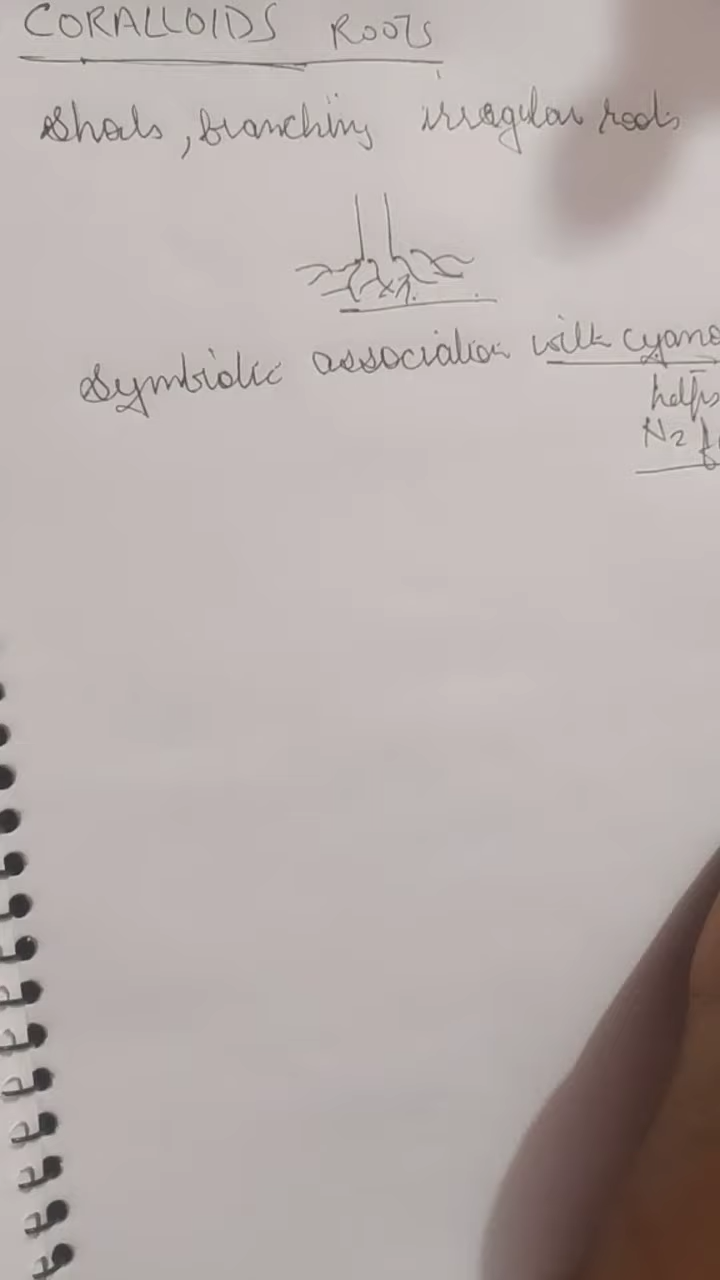 CORALLOIDS ROOTS
Short, branching irregular roots
Symbiotic association with cyano
helps
N2 f